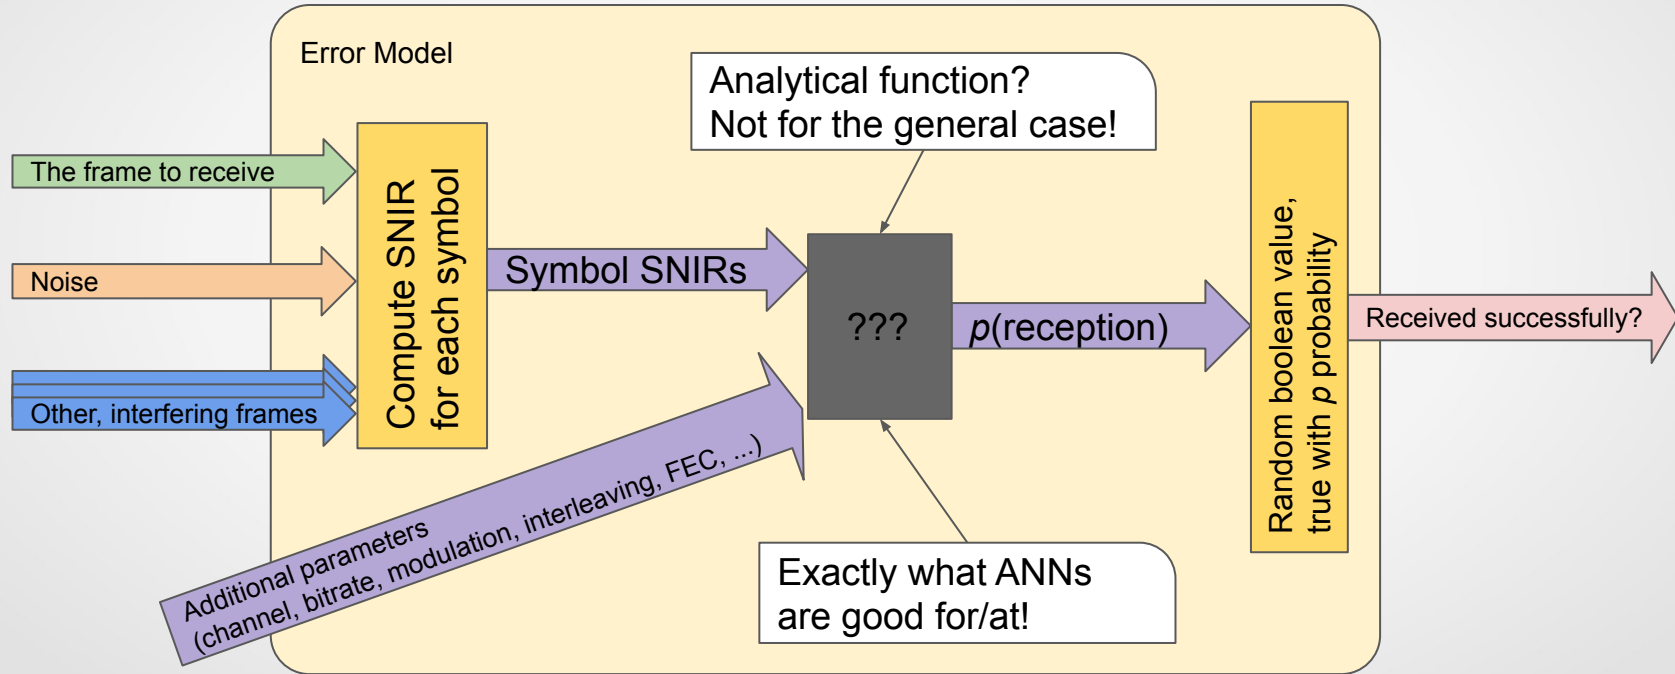 Error Model
Analytical function?
Not for the general case!
The frame to receive
Noise
Other, interfering frames
Compute SNIR
for each symbol
Symbol SNIRs
???
p(reception)
Random boolean value,
true with p probability
Received successfully?
Additional parameters
(channel, bitrate, modulation, interleaving, FEC, ...)
Exactly what ANNs
are good for/at!